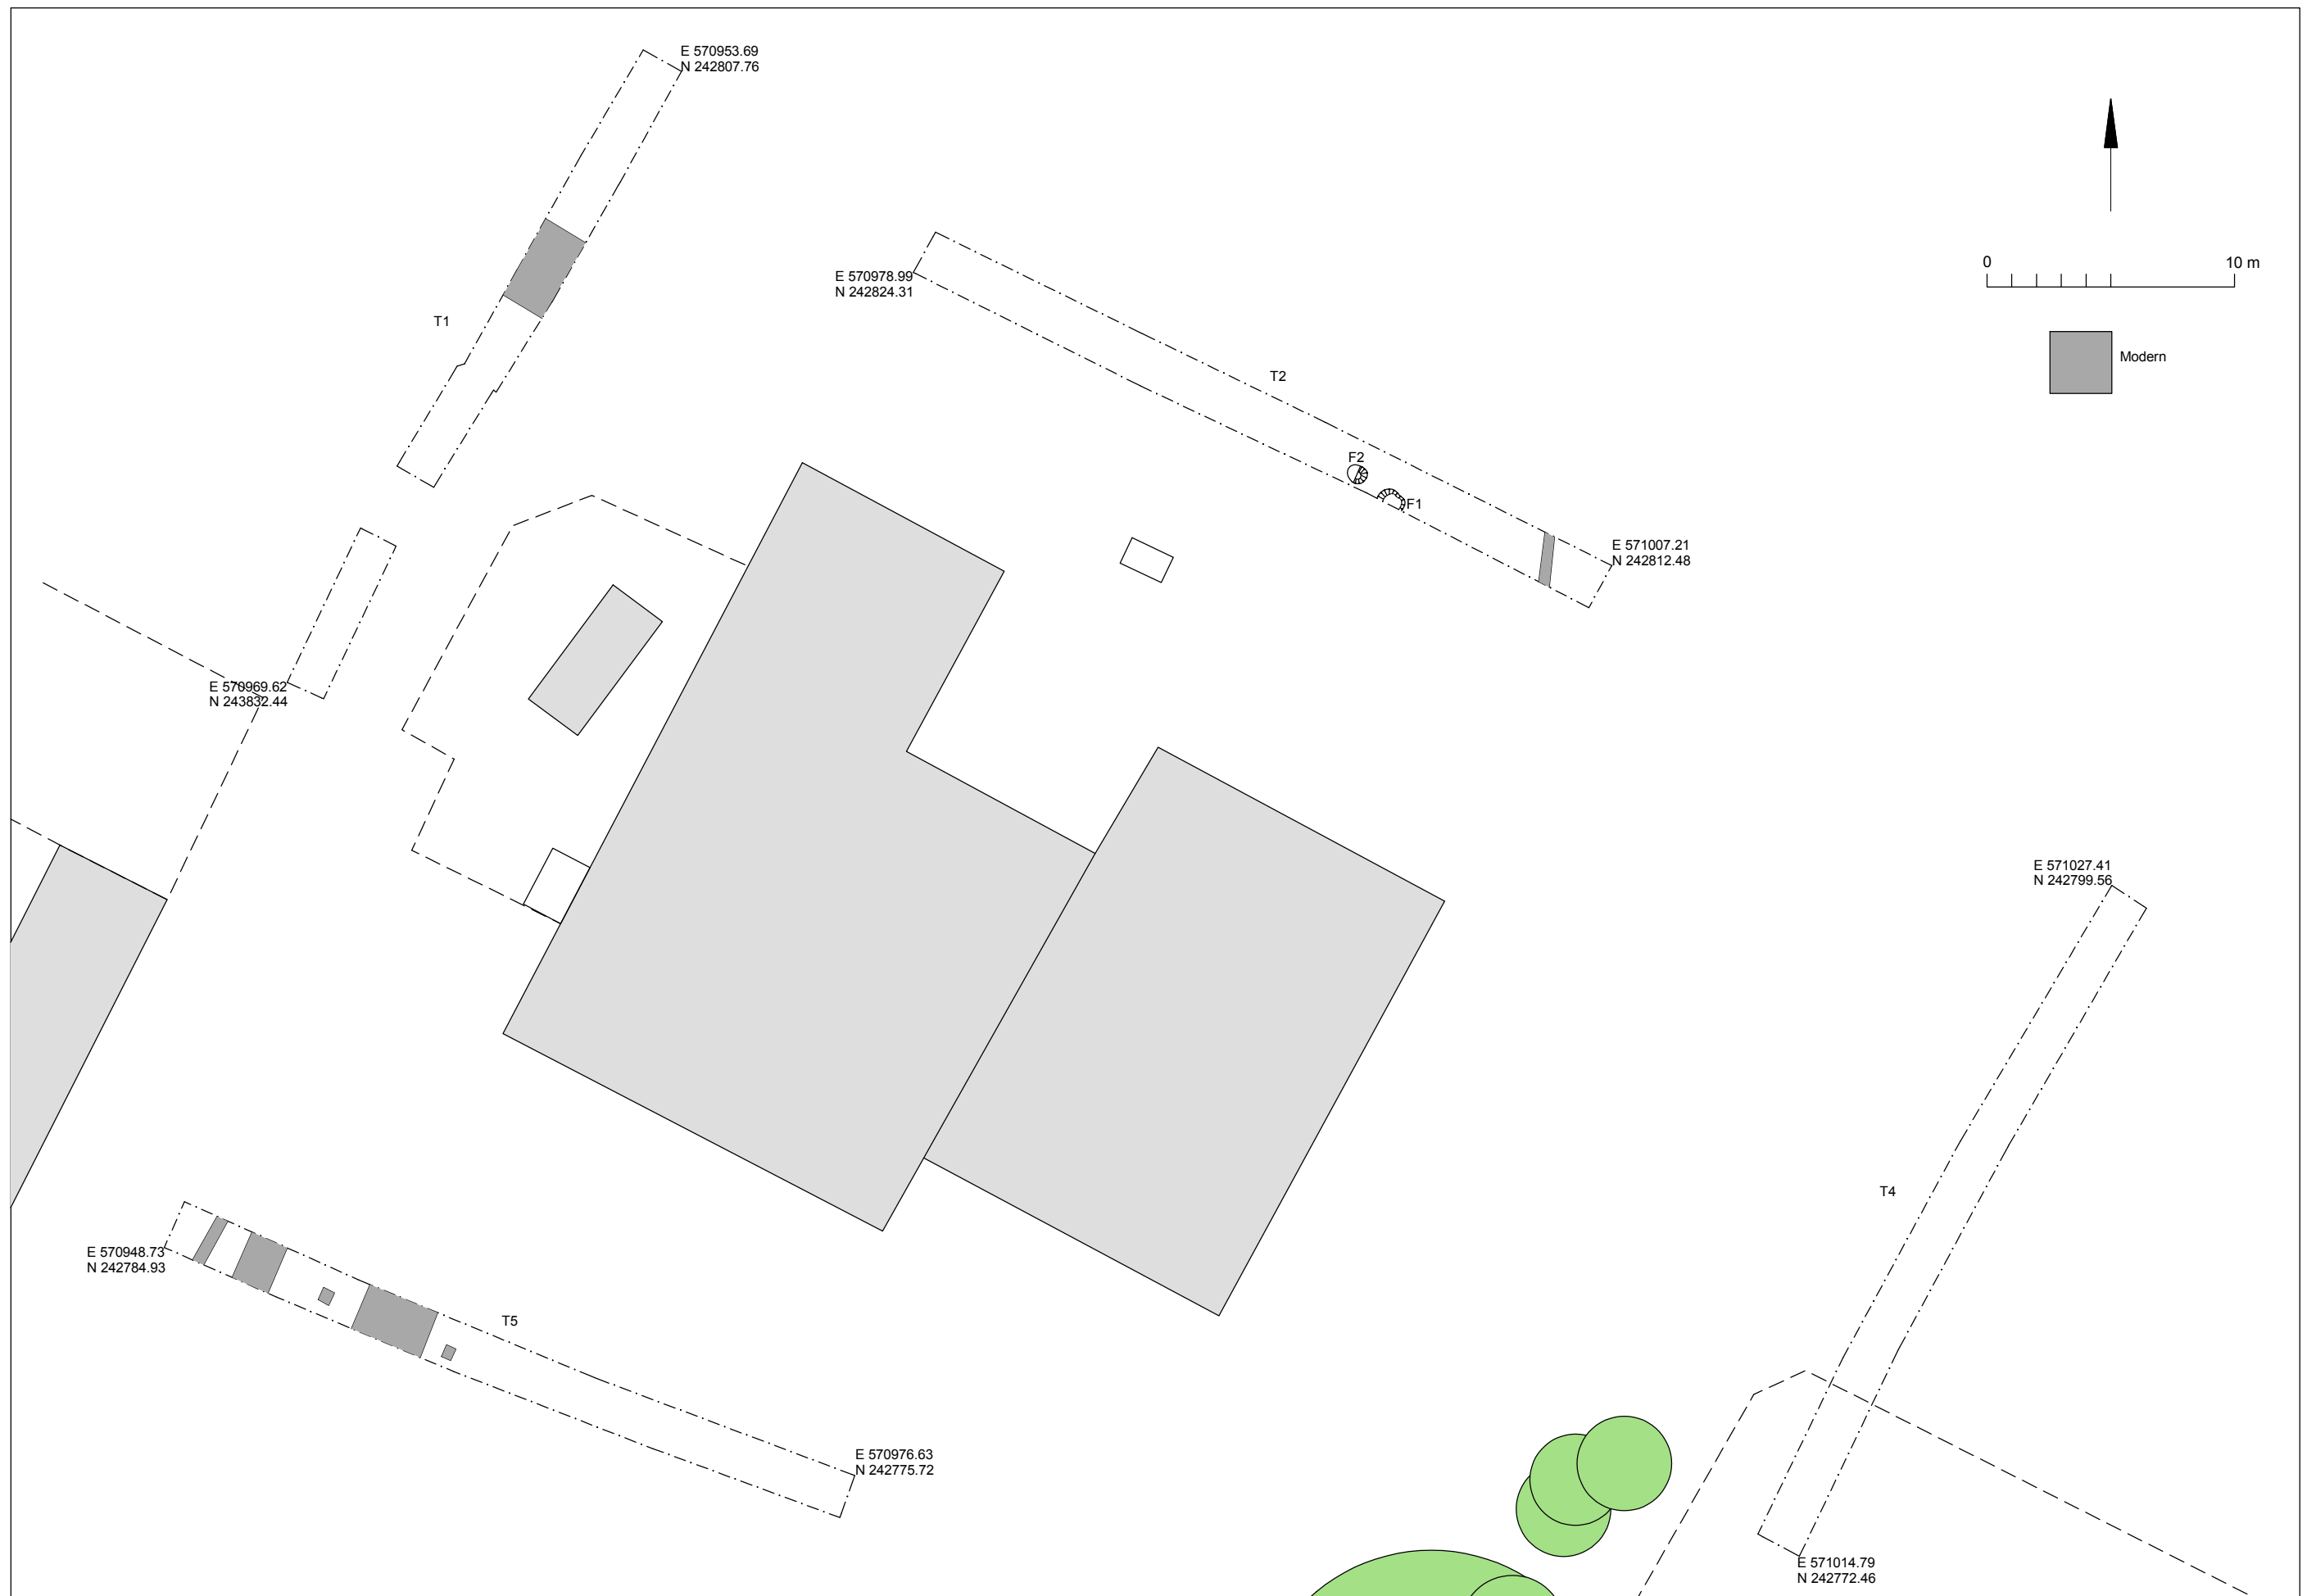 E 570953.69
N 242807.76
0
10 m
E 570978.99
N 242824.31
T1
Modern
T2
F2
F1
E 571007.21
N 242812.48
E 570969.62
N 243832.44
E 571027.41
N 242799.56
T4
E 570948.73
N 242784.93
T5
E 570976.63
N 242775.72
E 571014.79
N 242772.46